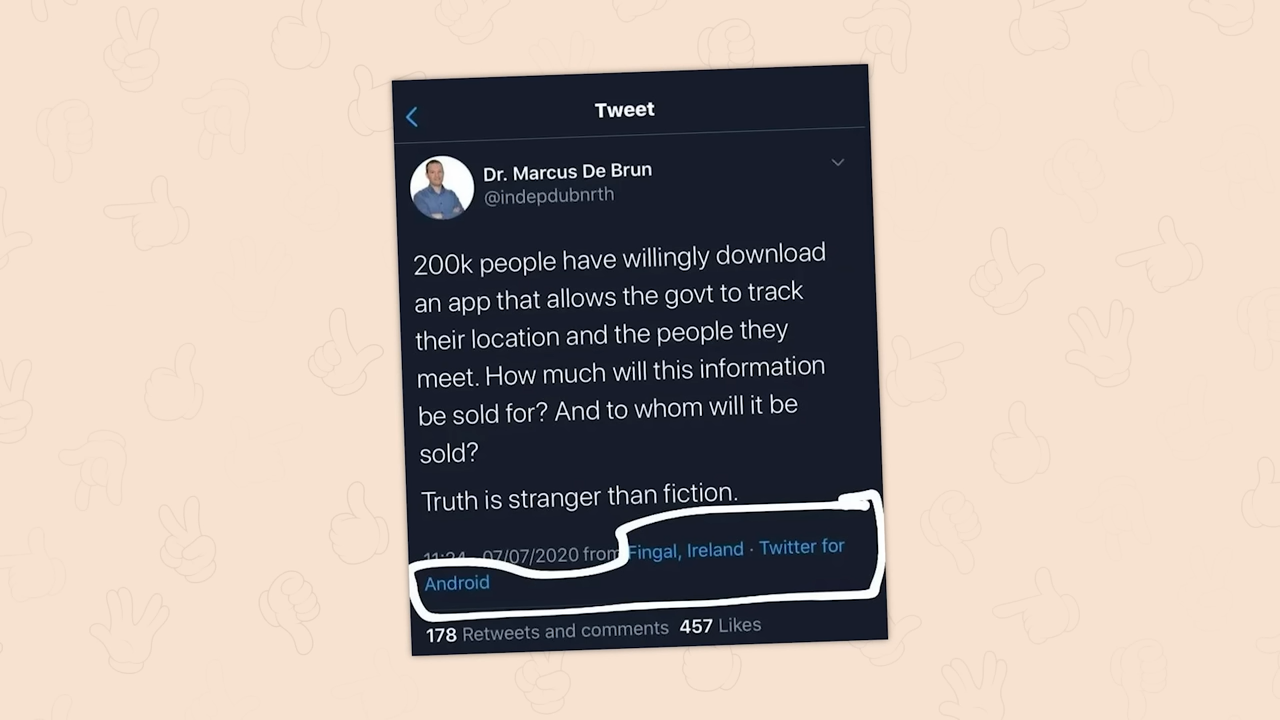 Tweet
Dr. Marcus De Brun
@indepdubnrth
200k people have willingly download
an app that allows the govt to track
their location and the people they
meet. How much will this information
be sold for? And to whom will it be
sold?
Truth is stranger than fiction.
11:24 07/07/2020 from Fingal, Ireland · Twitter for
Android
178 Retweets and comments 457 Likes